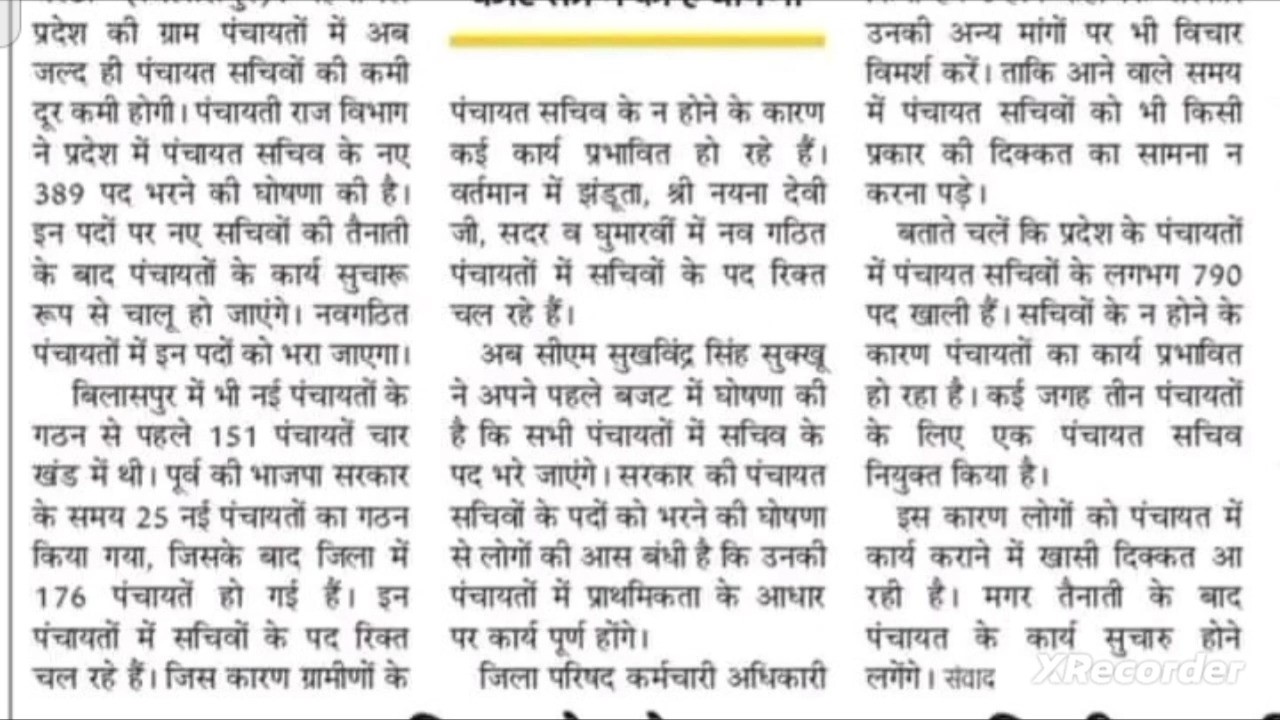 प्रदेश की ग्राम पंचायतों में अब
जल्द ही पंचायत सचिवों की कमी
दूर कमी होगी। पंचायती राज विभाग
ने प्रदेश में पंचायत सचिव के नए
389 पद भरने की घोषणा की है।
इन पदों पर नए सचिवों की तैनाती
के बाद पंचायतों के कार्य सुचारू
रूप से चालू हो जाएंगे। नवगठित
पंचायतों में इन पदों को भरा जाएगा।
बिलासपुर में भी नई पंचायतों के
गठन से पहले 151 पंचायतें चार
खंड में थी। पूर्व की भाजपा सरकार
के समय 25 नई पंचायतों का गठन
किया गया, जिसके बाद जिला में
176 पंचायतें हो गई हैं। इन
पंचायतों में सचिवों के पद रिक्त
चल रहे हैं। जिस कारण ग्रामीणों के
पंचायत सचिव के न होने के कारण
कई कार्य प्रभावित हो रहे हैं।
वर्तमान में झंडूता, श्री नयना देवी
जी, सदर व घुमारवीं में नव गठित
पंचायतों में सचिवों के पद रिक्त
चल रहे हैं।
अब सीएम सुखविंद्र सिंह सुक्खू
ने अपने पहले बजट में घोषणा की
है कि सभी पंचायतों में सचिव के
पद भरे जाएंगे। सरकार की पंचायत
सचिवों के पदों को भरने की घोषणा
से लोगों की आस बंधी है कि उनकी
पंचायतों में प्राथमिकता के आधार
पर कार्य पूर्ण होंगे।
जिला परिषद कर्मचारी अधिकारी
उनकी अन्य मांगों पर भी विचार
विमर्श करें। ताकि आने वाले समय
में पंचायत सचिवों को भी किसी
प्रकार की दिक्कत का सामना न
करना पड़े।
बताते चलें कि प्रदेश के पंचायतों
में पंचायत सचिवों के लगभग 790
पद खाली हैं। सचिवों के न होने के
कारण पंचायतों का कार्य प्रभावित
हो रहा है। कई जगह तीन पंचायतों
के लिए एक पंचायत सचिव
नियुक्त किया है।
इस कारण लोगों को पंचायत में
कार्य कराने में खासी दिक्कत आ
रही है। मगर तैनाती के बाद
पंचायत के कार्य सुचारु होने
लगेंगे। संवाद
XRecorder